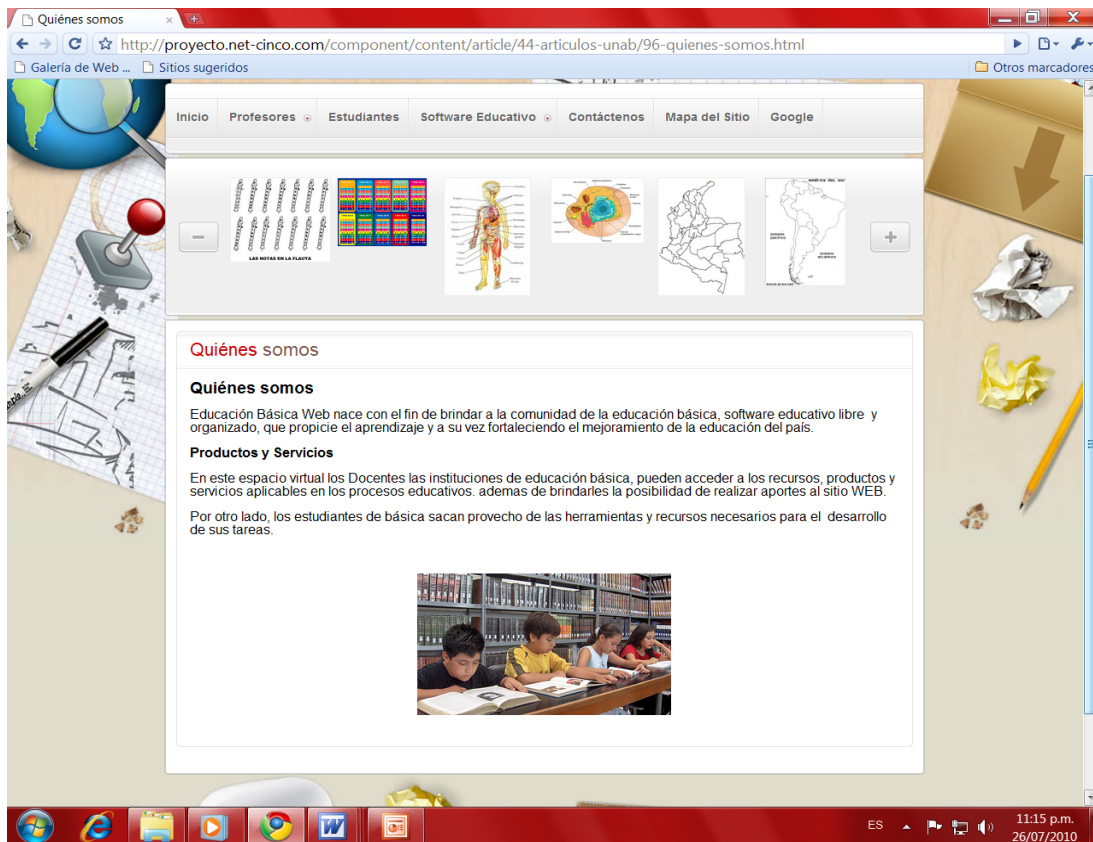 Quiénes somos
http://proyecto.net-cinco.com/component/content/article/44-articulos-unab/96-quienes-somos.html
Galería de Web ... Sitios sugeridos Otros marcadores
Inicio Profesores Estudiantes Software Educativo Contáctenos Mapa del Sitio Google
LAS NOTAS EN LA FLAUTA
Quiénes somos
Quiénes somos
Educación Básica Web nace con el fin de brindar a la comunidad de la educación básica, software educativo libre y
organizado, que propicie el aprendizaje y a su vez fortaleciendo el mejoramiento de la educación del país.
Productos y Servicios
En este espacio virtual los Docentes las instituciones de educación básica, pueden acceder a los recursos, productos y
servicios aplicables en los procesos educativos. ademas de brindarles la posibilidad de realizar aportes al sitio WEB.
Por otro lado, los estudiantes de básica sacan provecho de las herramientas y recursos necesarios para el desarrollo
de sus tareas.
ES 11:15 p.m.
26/07/2010